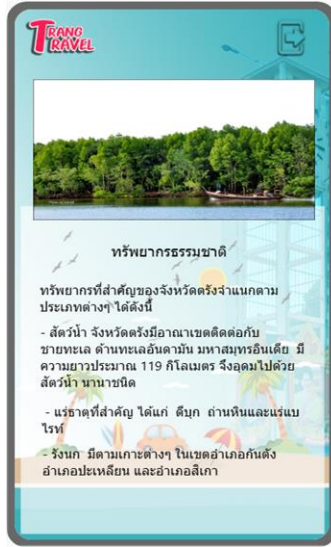 TRANG
TRAVEL
ทรัพยากรธรรมชาติ
ทรัพยากรที่สำคัญของจังหวัดตรังจำแนกตาม
ประเภทต่างๆ ได้ดังนี้
- สัตว์น้ำ จังหวัดตรังมีอาณาเขตติดต่อกับ
ชายทะเล ด้านทะเลอันดามัน มหาสมุทรอินเดีย มี
ความยาวประมาณ 119 กิโลเมตร จึงอุดมไปด้วย
สัตว์น้ำ นานาชนิด
- แร่ธาตุที่สำคัญ ได้แก่ ดีบุก ถ่านหินและแร่แบ
ไรท์
- รังนก มีตามเกาะต่างๆ ในเขตอำเภอกันตัง
อำเภอปะเหลียน และอำเภอสิเกา